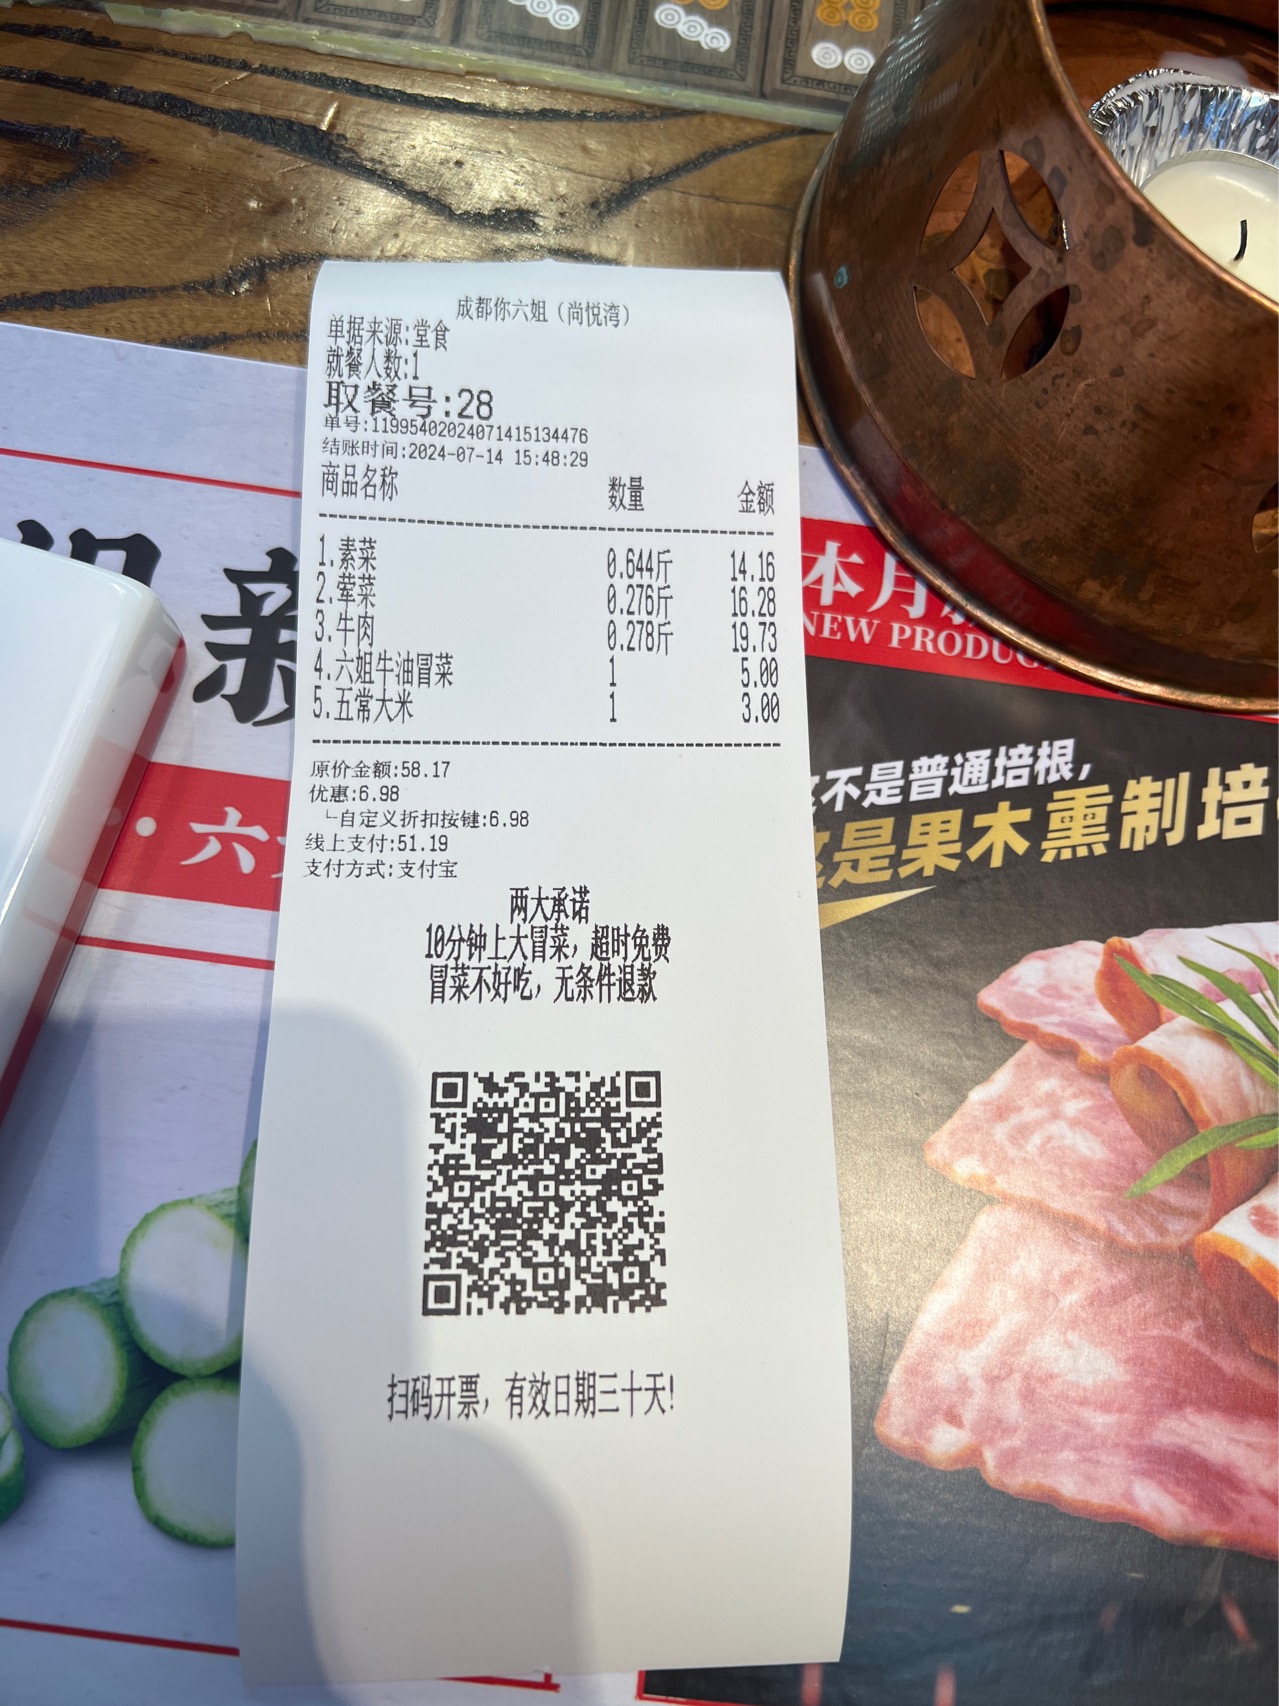 成都你六姐（尚悦湾）
单据来源:堂食
就餐人数:1
取餐号:28
单号:11995402024071415134476
结账时间:2024-07-14 15:48:29
商品名称 数量 金额
1.素菜 0.644斤 14.16
2.荤菜 0.276斤 16.28
3.牛肉 0.278斤 19.73
4.六姐牛油冒菜 1 5.00
5.五常大米 1 3.00
原价金额:58.17
优惠:6.98
└自定义折扣按键:6.98
线上支付:51.19
支付方式:支付宝
两大承诺
10分钟上大冒菜，超时免费
冒菜不好吃，无条件退款
扫码开票，有效日期三十天!
新
六
本月
NEW PRODUC
不是普通培根，
这是果木熏制培